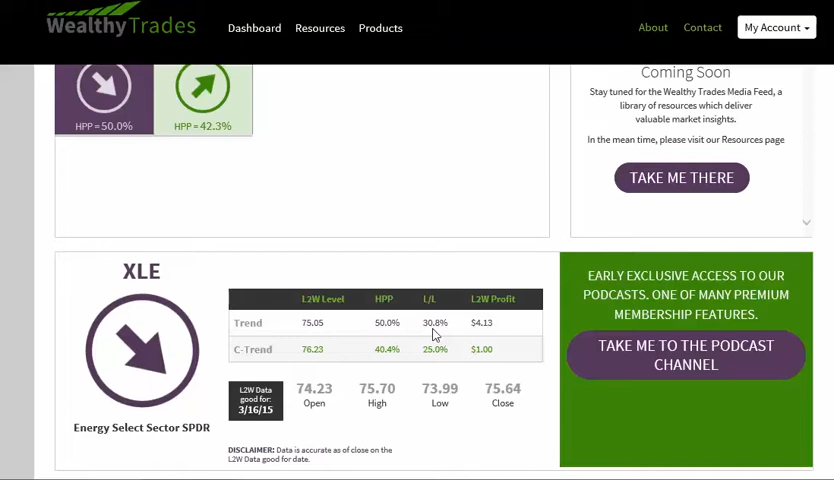 WealthyTrades
Dashboard Resources Products
About Contact My Account
HPP = 50.0% HPP = 42.3%
Coming Soon
Stay tuned for the Wealthy Trades Media Feed, a
library of resources which deliver
valuable market insights.
In the mean time, please visit our Resources page
TAKE ME THERE
XLE
Energy Select Sector SPDR
L2W Level HPP L/L L2W Profit
Trend 75.05 50.0% 30.8% $4.13
C-Trend 76.23 40.4% 25.0% $1.00
L2W Data
good for:
3/16/15
74.23 75.70 73.99 75.64
Open High Low Close
DISCLAIMER: Data is accurate as of close on the
L2W Data good for date.
EARLY EXCLUSIVE ACCESS TO OUR
PODCASTS. ONE OF MANY PREMIUM
MEMBERSHIP FEATURES.
TAKE ME TO THE PODCAST
CHANNEL